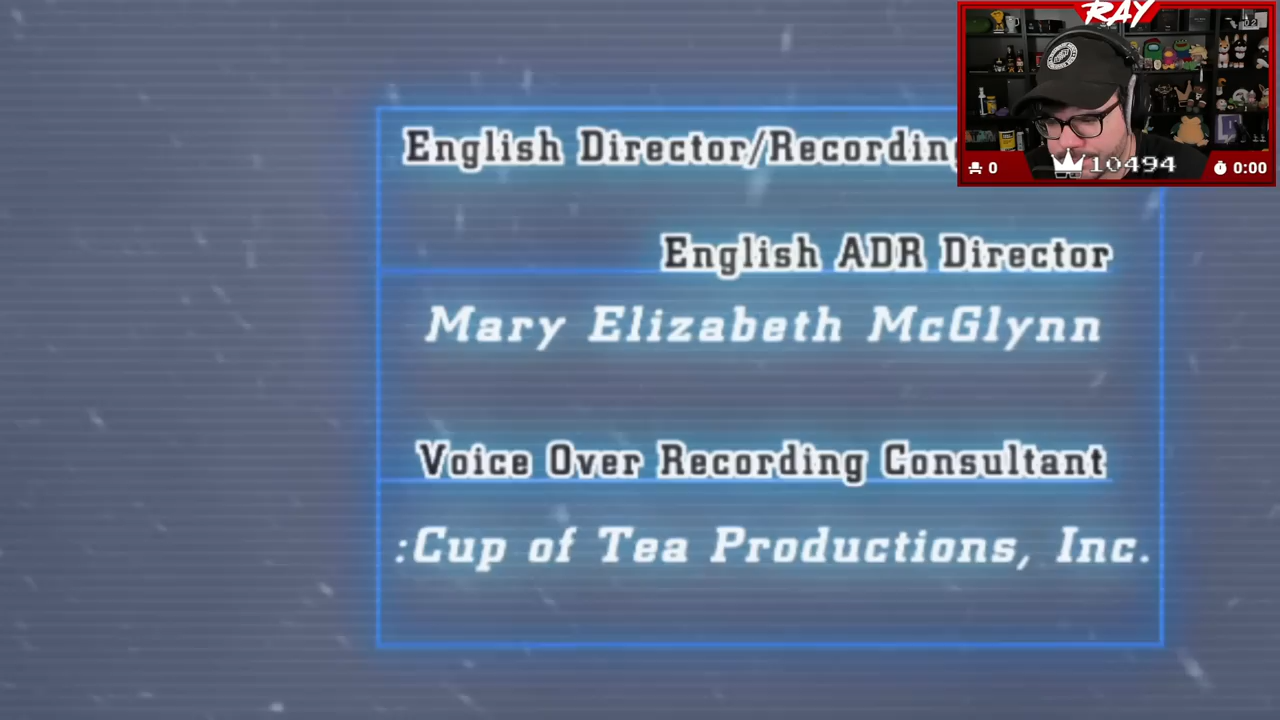 RAY
English Director/Recording
English ADR Director
Mary Elizabeth McGlynn
Voice Over Recording Consultant
:Cup of Tea Productions, Inc.
0
10494
0:00